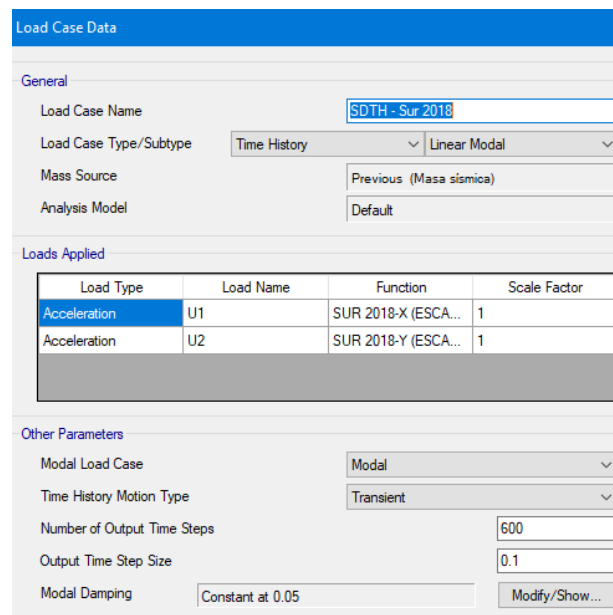 Load Case Data
General
Load Case Name SDTH - Sur 2018
Load Case Type/Subtype Time History Linear Modal
Mass Source Previous (Masa sísmica)
Analysis Model Default
Loads Applied
Load Type Load Name Function Scale Factor
Acceleration U1 SUR 2018-X (ESCA... 1
Acceleration U2 SUR 2018-Y (ESCA... 1
Other Parameters
Modal Load Case Modal
Time History Motion Type Transient
Number of Output Time Steps 600
Output Time Step Size 0.1
Modal Damping Constant at 0.05 Modify/Show...